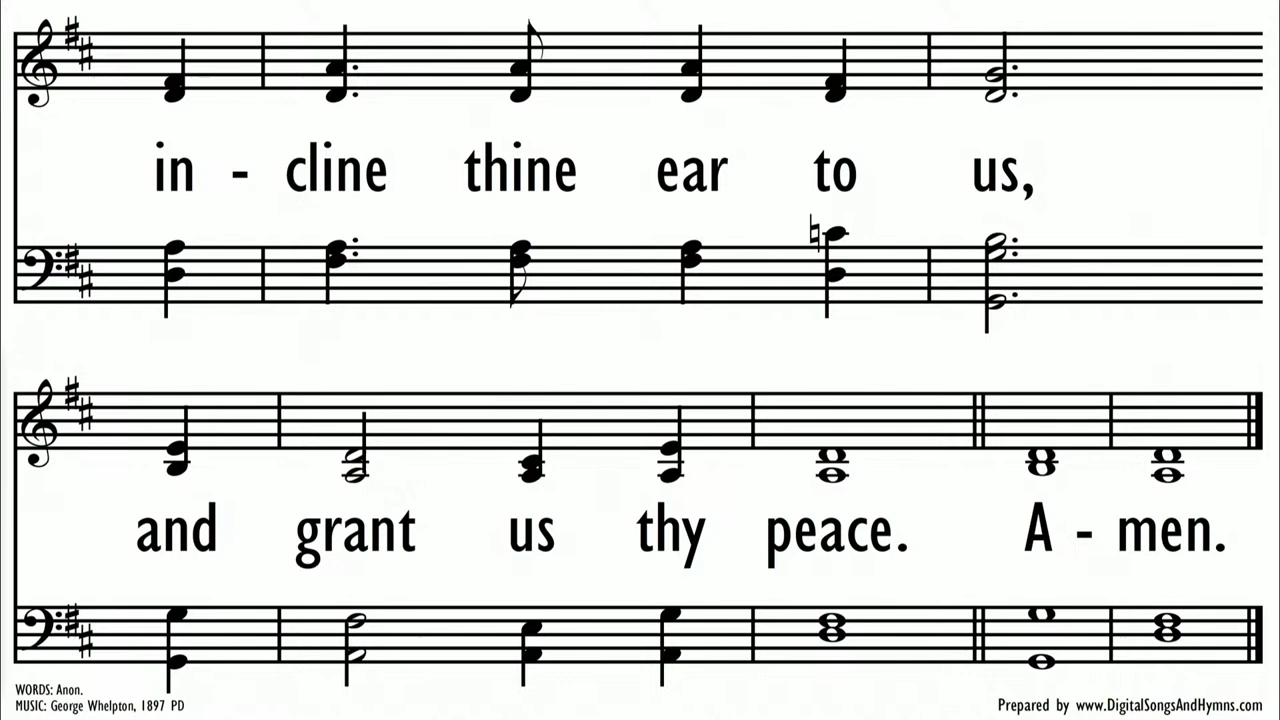 in - cline thine ear to us,
and grant us thy peace. A - men.
WORDS: Anon.
MUSIC: George Whelpton, 1897 PD
Prepared by www.DigitalSongsAndHymns.com